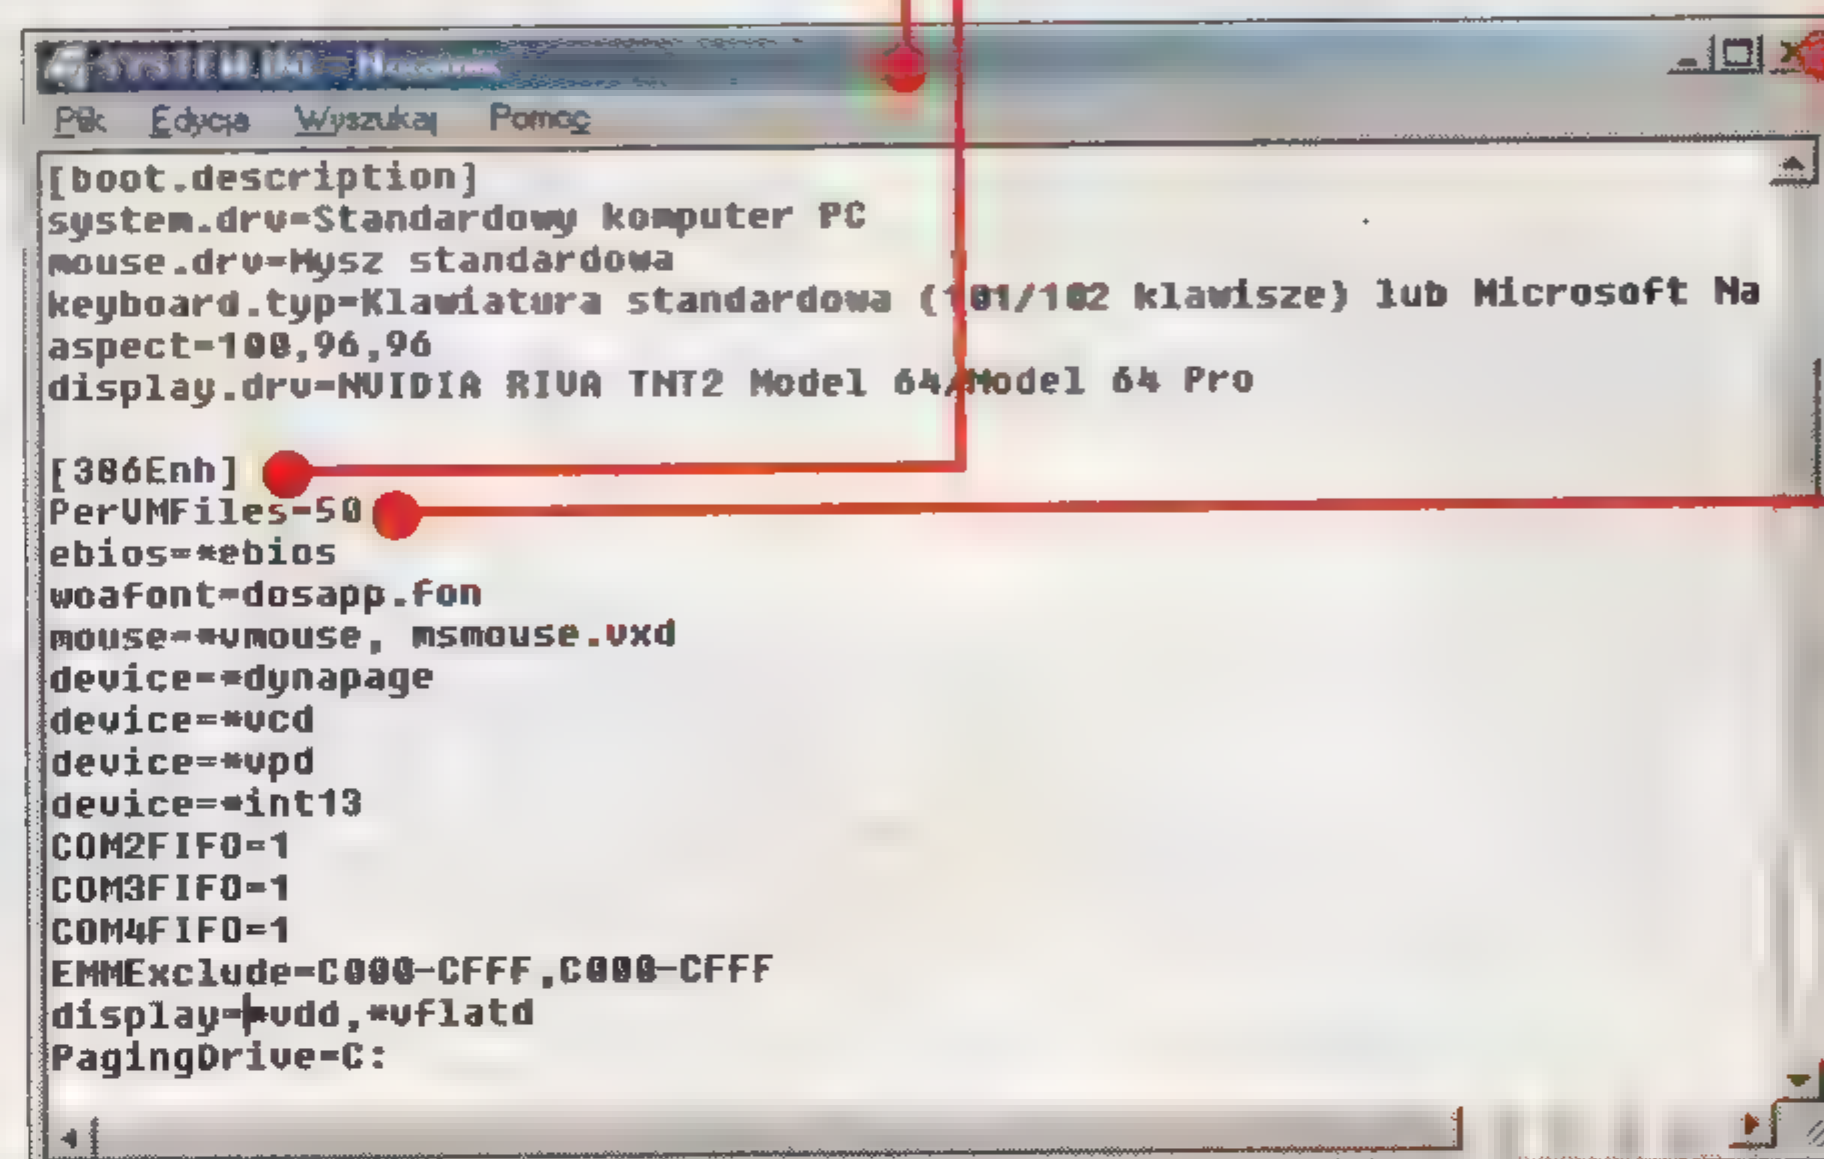 SYSTEM.INI - Notatnik
Plik Edycja Wyszukaj Pomoc
[boot.description]
system.drv=Standardowy komputer PC
mouse.drv=Mysz standardowa
keyboard.typ=Klawiatura standardowa (101/102 klawisze) lub Microsoft Na
aspect=100,96,96
display.drv=NVIDIA RIVA TNT2 Model 64/Model 64 Pro
[386Enh]
PerVMFiles=50
ebios=*ebios
woafont=dosapp.fon
mouse=*vmouse, msmouse.vxd
device=*dynapage
device=*vcd
device=*vpd
device=*int13
COM2FIFO=1
COM3FIFO=1
COM4FIFO=1
EMMExclude=C000-CFFF,C000-CFFF
display=*vdd,*vflatd
PagingDrive=C: